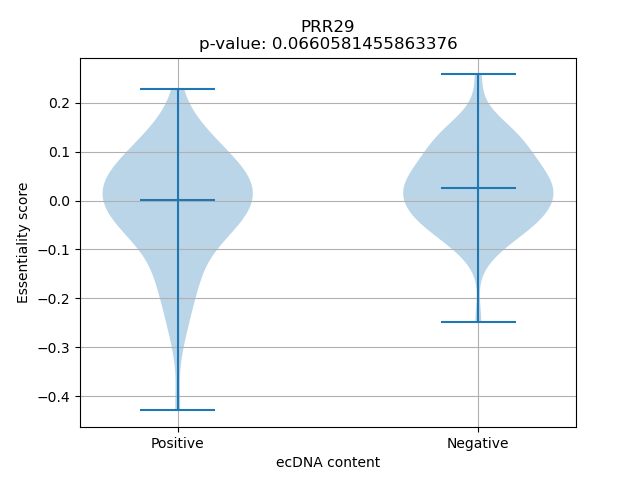 PRR29
p-value: 0.0660581455863376
0.2
0.1
0.0
−0.1
−0.2
−0.3
−0.4
Essentiality score
Positive
Negative
ecDNA content